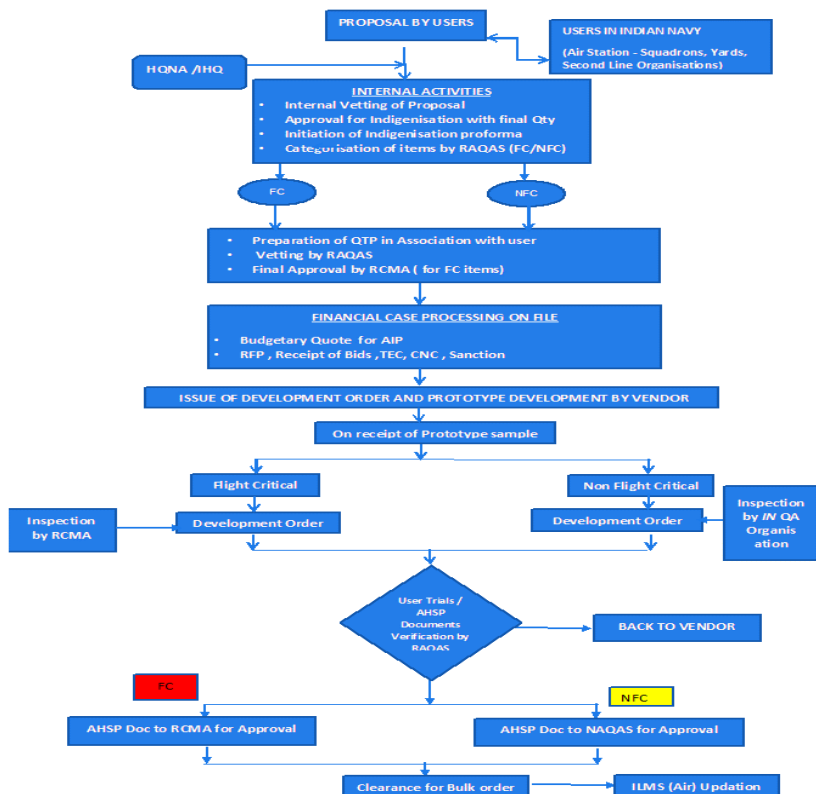 PROPOSAL BY USERS
USERS IN INDIAN NAVY
(Air Station - Squadrons, Yards,
Second Line Organisations)
HQNA /IHQ
INTERNAL ACTIVITIES
• Internal Vetting of Proposal
• Approval for Indigenisation with final Qty
• Initiation of Indigenisation proforma
• Categorisation of items by RAQAS (FC/NFC)
FC
NFC
• Preparation of QTP in Association with user
• Vetting by RAQAS
• Final Approval by RCMA ( for FC items)
FINANCIAL CASE PROCESSING ON FILE
• Budgetary Quote for AIP
• RFP , Receipt of Bids ,TEC, CNC , Sanction
ISSUE OF DEVELOPMENT ORDER AND PROTOTYPE DEVELOPMENT BY VENDOR
On receipt of Prototype sample
Flight Critical
Non Flight Critical
Inspection
by RCMA
Development Order
Development Order
Inspection
by IN QA
Organis
ation
User Trials /
AHSP
Documents
Verification by
RAQAS
BACK TO VENDOR
FC
NFC
AHSP Doc to RCMA for Approval
AHSP Doc to NAQAS for Approval
Clearance for Bulk order
ILMS (Air) Updation